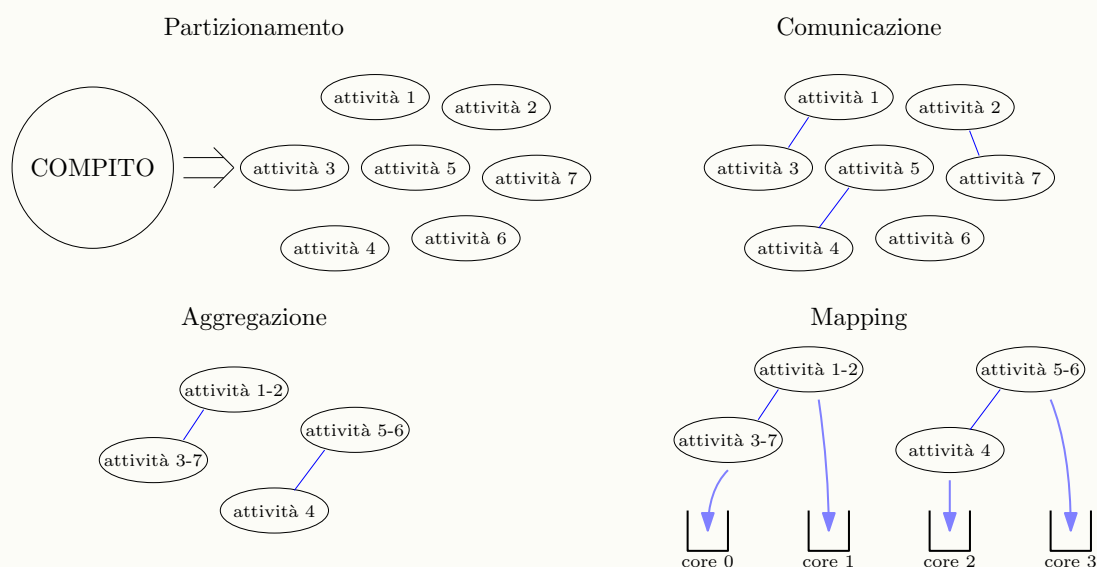 Partizionamento
COMPITO
attività 1
attività 2
attività 3
attività 5
attività 7
attività 4
attività 6
Comunicazione
attività 1
attività 2
attività 3
attività 5
attività 7
attività 4
attività 6
Aggregazione
attività 1-2
attività 5-6
attività 3-7
attività 4
Mapping
attività 1-2
attività 5-6
attività 3-7
attività 4
core 0
core 1
core 2
core 3